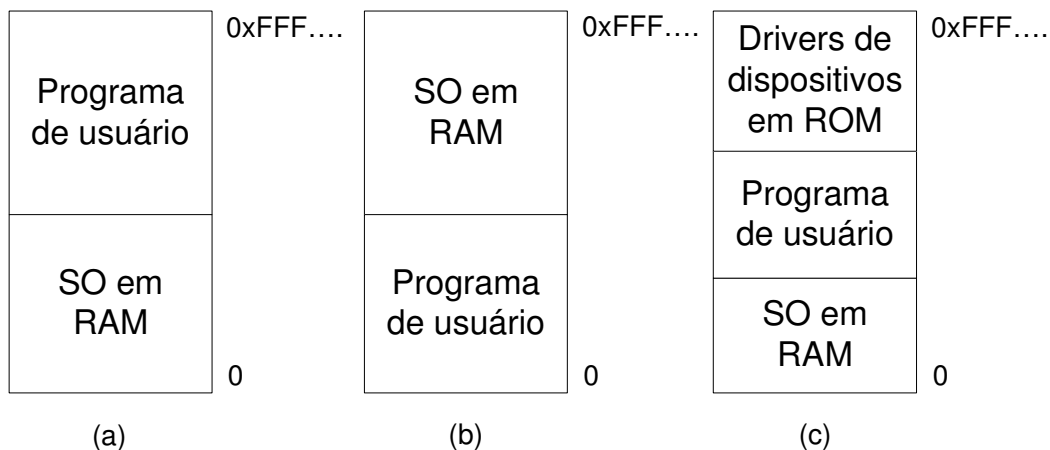 Programa
de usuário
SO em
RAM
0xFFF....
0
(a)
SO em
RAM
Programa
de usuário
0xFFF....
0
(b)
Drivers de
dispositivos
em ROM
Programa
de usuário
SO em
RAM
0xFFF....
0
(c)